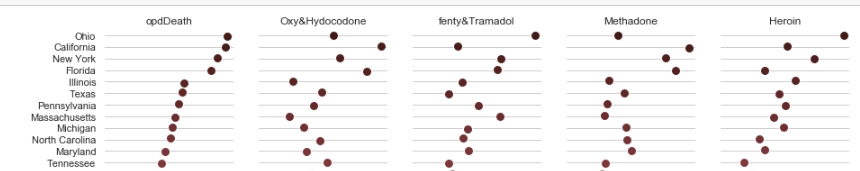 opdDeath Oxy&Hydocodone fenty&Tramadol Methadone Heroin
Ohio
California
New York
Florida
Illinois
Texas
Pennsylvania
Massachusetts
Michigan
North Carolina
Maryland
Tennessee